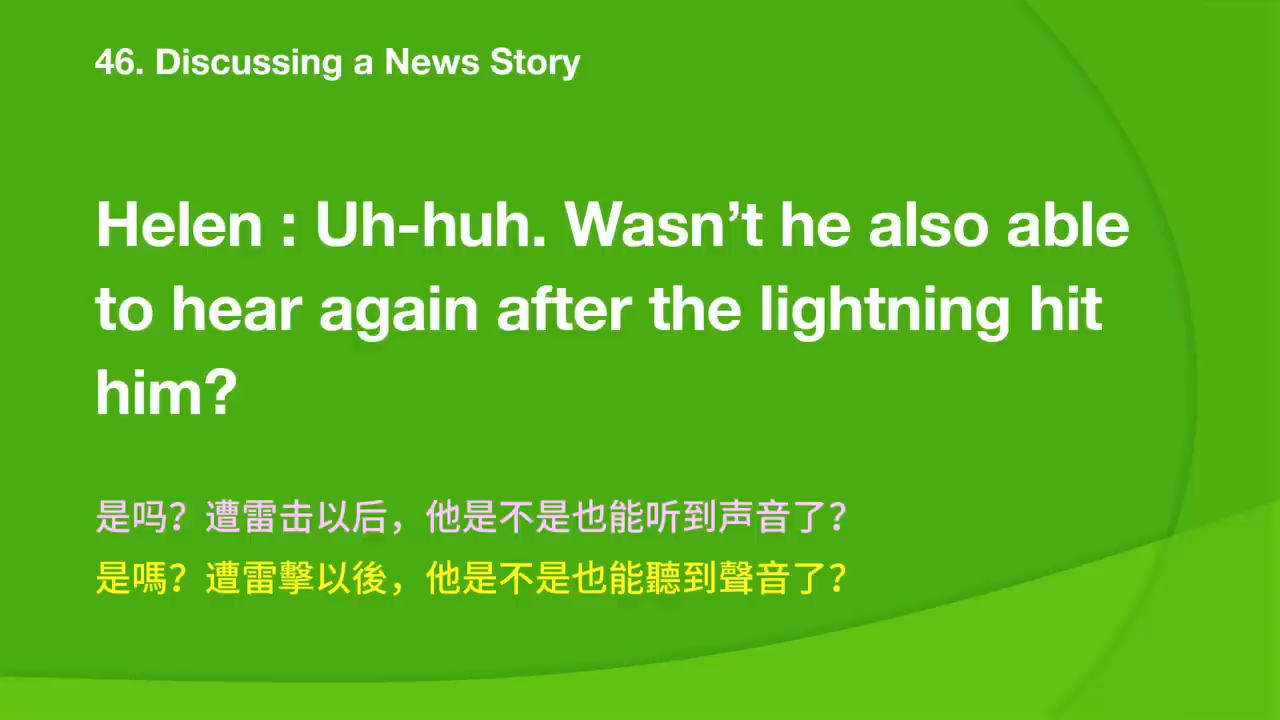 46. Discussing a News Story
Helen : Uh-huh. Wasn’t he also able
to hear again after the lightning hit
him?
是吗？遭雷击以后，他是不是也能听到声音了？
是嗎？遭雷擊以後，他是不是也能聽到聲音了？